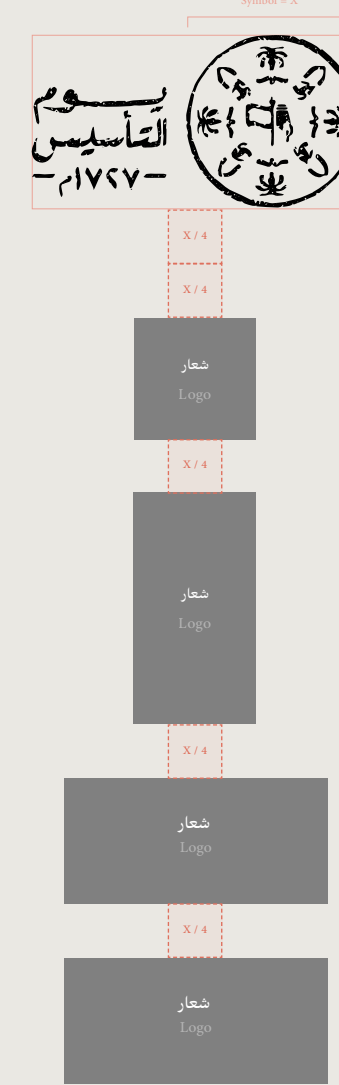 Symbol = X
يوم
التأسيس
١٧٢٧م
X / 4
X / 4
شعار
Logo
X / 4
شعار
Logo
X / 4
شعار
Logo
X / 4
شعار
Logo